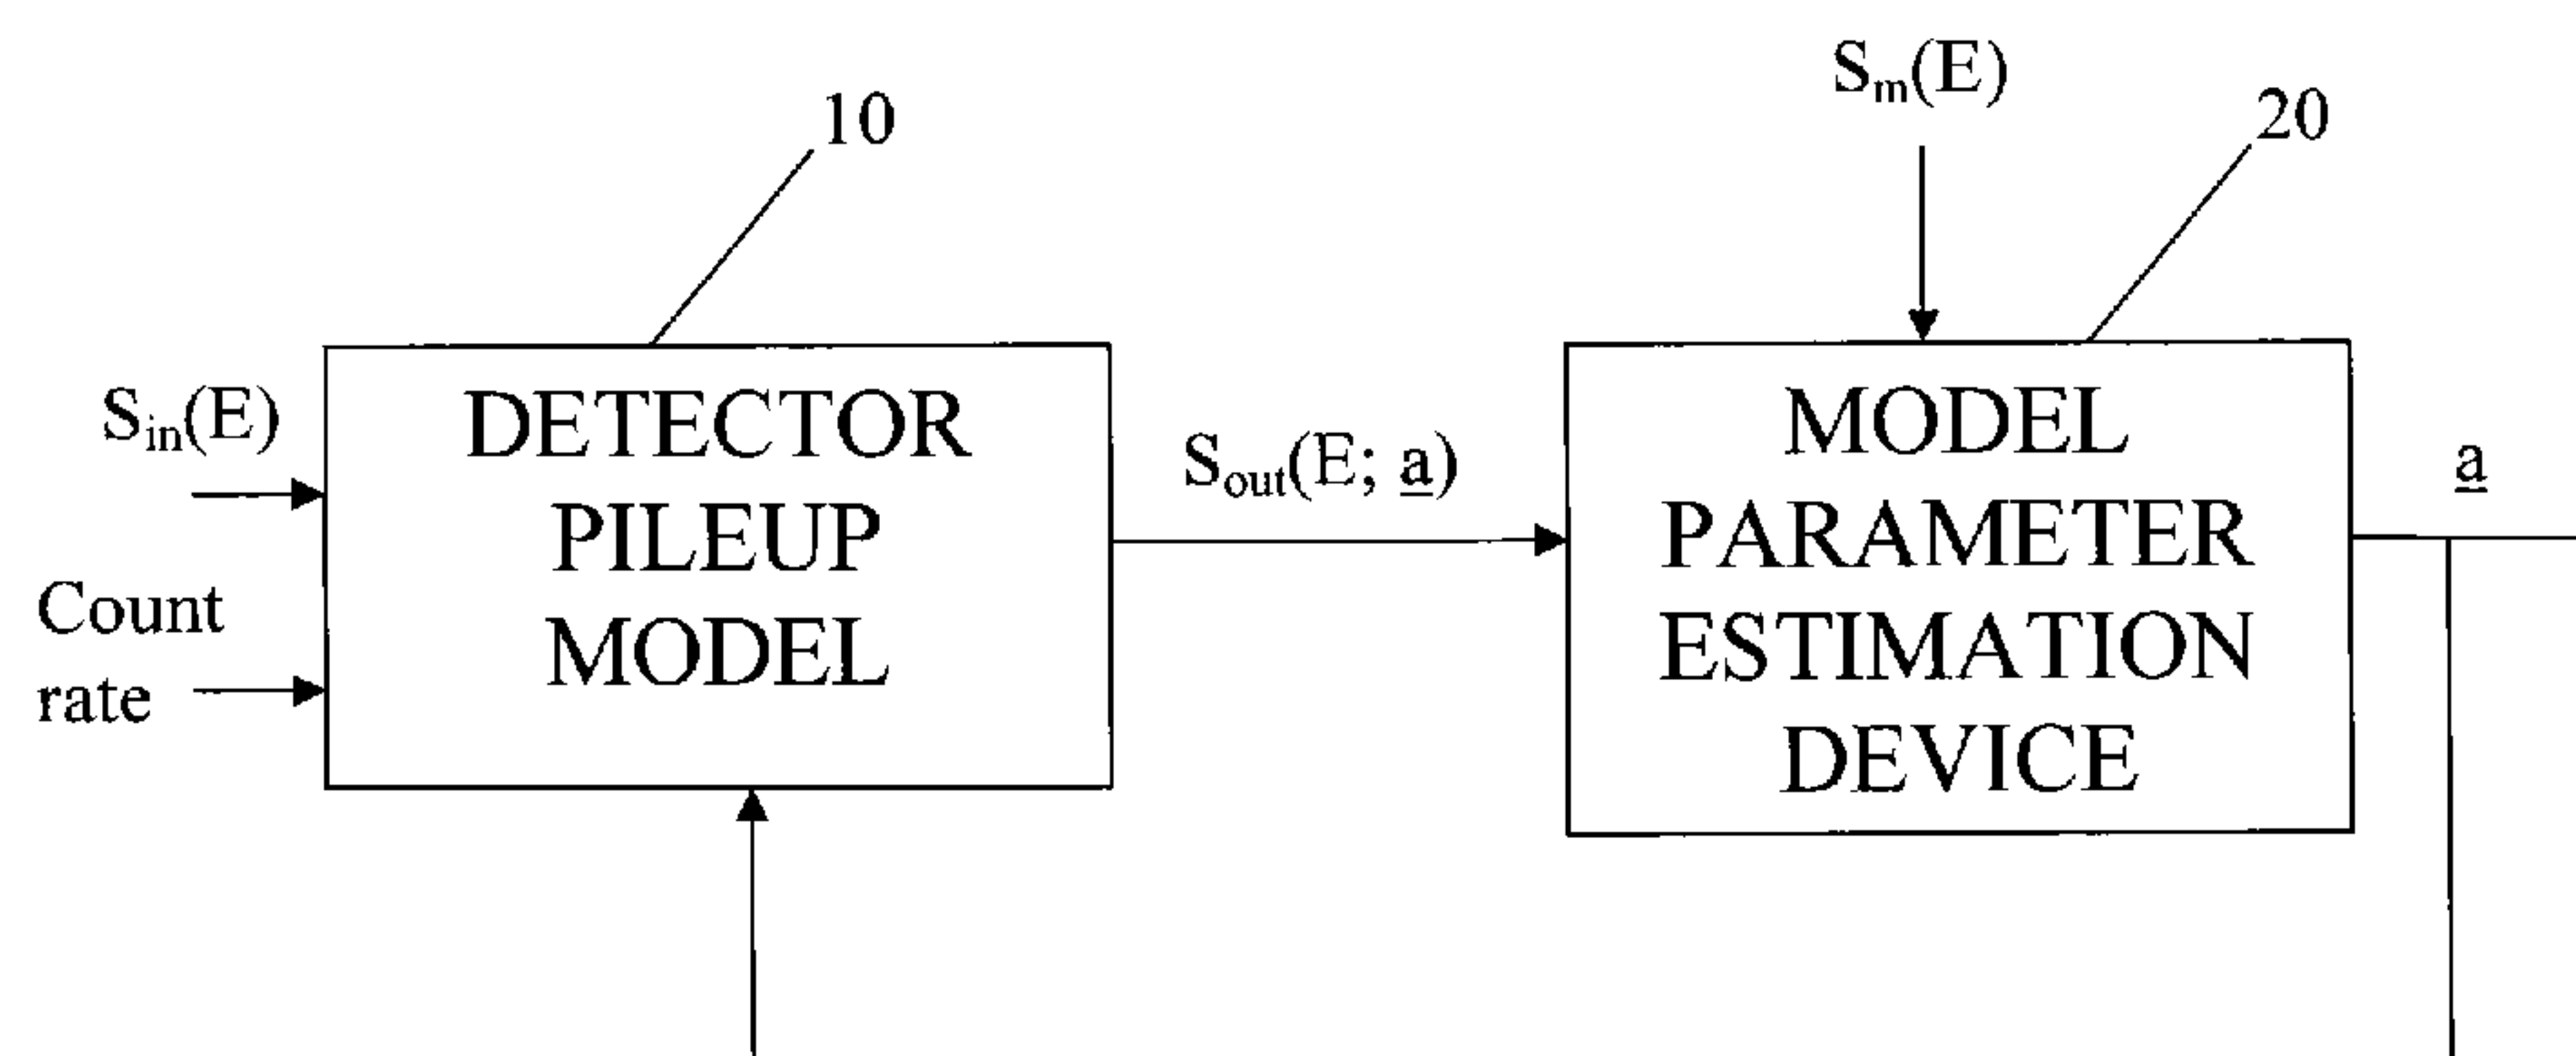 10
S_m(E)
20
S_in(E)
Count
rate
DETECTOR
PILEUP
MODEL
S_out(E; a)
MODEL
PARAMETER
ESTIMATION
DEVICE
a